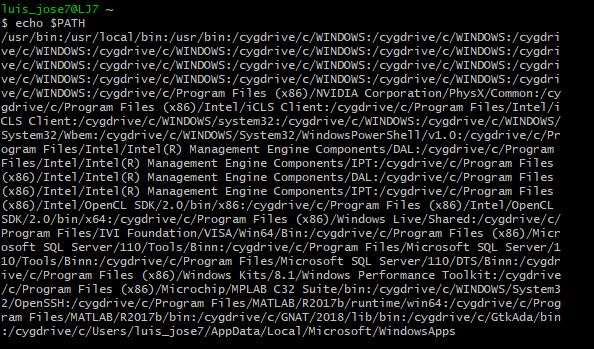 luis_jose7@LJ7 ~
$ echo $PATH
/usr/bin:/usr/local/bin:/usr/bin:/cygdrive/c/WINDOWS:/cygdrive/c/WINDOWS:/cygdri
ve/c/WINDOWS:/cygdrive/c/WINDOWS:/cygdrive/c/WINDOWS:/cygdrive/c/WINDOWS:/cygdri
ve/c/WINDOWS:/cygdrive/c/WINDOWS:/cygdrive/c/WINDOWS:/cygdrive/c/WINDOWS:/cygdri
ve/c/WINDOWS:/cygdrive/c/WINDOWS:/cygdrive/c/WINDOWS:/cygdrive/c/WINDOWS:/cygdri
ve/c/WINDOWS:/cygdrive/c/Program Files (x86)/NVIDIA Corporation/PhysX/Common:/cy
gdrive/c/Program Files (x86)/Intel/iCLS Client:/cygdrive/c/Program Files/Intel/i
CLS Client:/cygdrive/c/WINDOWS/system32:/cygdrive/c/WINDOWS:/cygdrive/c/WINDOWS/
System32/Wbem:/cygdrive/c/WINDOWS/System32/WindowsPowerShell/v1.0:/cygdrive/c/Pr
ogram Files/Intel/Intel(R) Management Engine Components/DAL:/cygdrive/c/Program
Files/Intel/Intel(R) Management Engine Components/IPT:/cygdrive/c/Program Files
(x86)/Intel/Intel(R) Management Engine Components/DAL:/cygdrive/c/Program Files
(x86)/Intel/Intel(R) Management Engine Components/IPT:/cygdrive/c/Program Files
(x86)/Intel/OpenCL SDK/2.0/bin/x86:/cygdrive/c/Program Files (x86)/Intel/OpenCL
SDK/2.0/bin/x64:/cygdrive/c/Program Files (x86)/Windows Live/Shared:/cygdrive/c/
Program Files/IVI Foundation/VISA/Win64/Bin:/cygdrive/c/Program Files (x86)/Micr
osoft SQL Server/110/Tools/Binn:/cygdrive/c/Program Files/Microsoft SQL Server/1
10/Tools/Binn:/cygdrive/c/Program Files/Microsoft SQL Server/110/DTS/Binn:/cygdr
ive/c/Program Files (x86)/Windows Kits/8.1/Windows Performance Toolkit:/cygdrive
/c/Program Files (x86)/Microchip/MPLAB C32 Suite/bin:/cygdrive/c/WINDOWS/System3
2/OpenSSH:/cygdrive/c/Program Files/MATLAB/R2017b/runtime/win64:/cygdrive/c/Prog
ram Files/MATLAB/R2017b/bin:/cygdrive/c/GNAT/2018/lib/bin:/cygdrive/c/GtkAda/bin
:/cygdrive/c/Users/luis_jose7/AppData/Local/Microsoft/WindowsApps